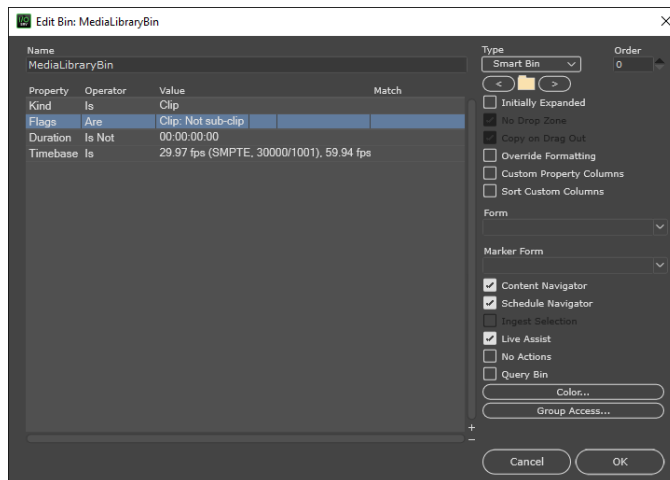 Edit Bin: MediaLibraryBin
Name
MediaLibraryBin
Property Operator Value Match
Kind Is Clip
Flags Are Clip: Not sub-clip
Duration Is Not 00:00:00:00
Timebase Is 29.97 fps (SMPTE, 30000/1001), 59.94 fps
Type Order
Smart Bin 0
< >
Initially Expanded
No Drop Zone
Copy on Drag Out
Override Formatting
Custom Property Columns
Sort Custom Columns
Form
Marker Form
Content Navigator
Schedule Navigator
Ingest Selection
Live Assist
No Actions
Query Bin
Color...
Group Access...
+
−
Cancel OK